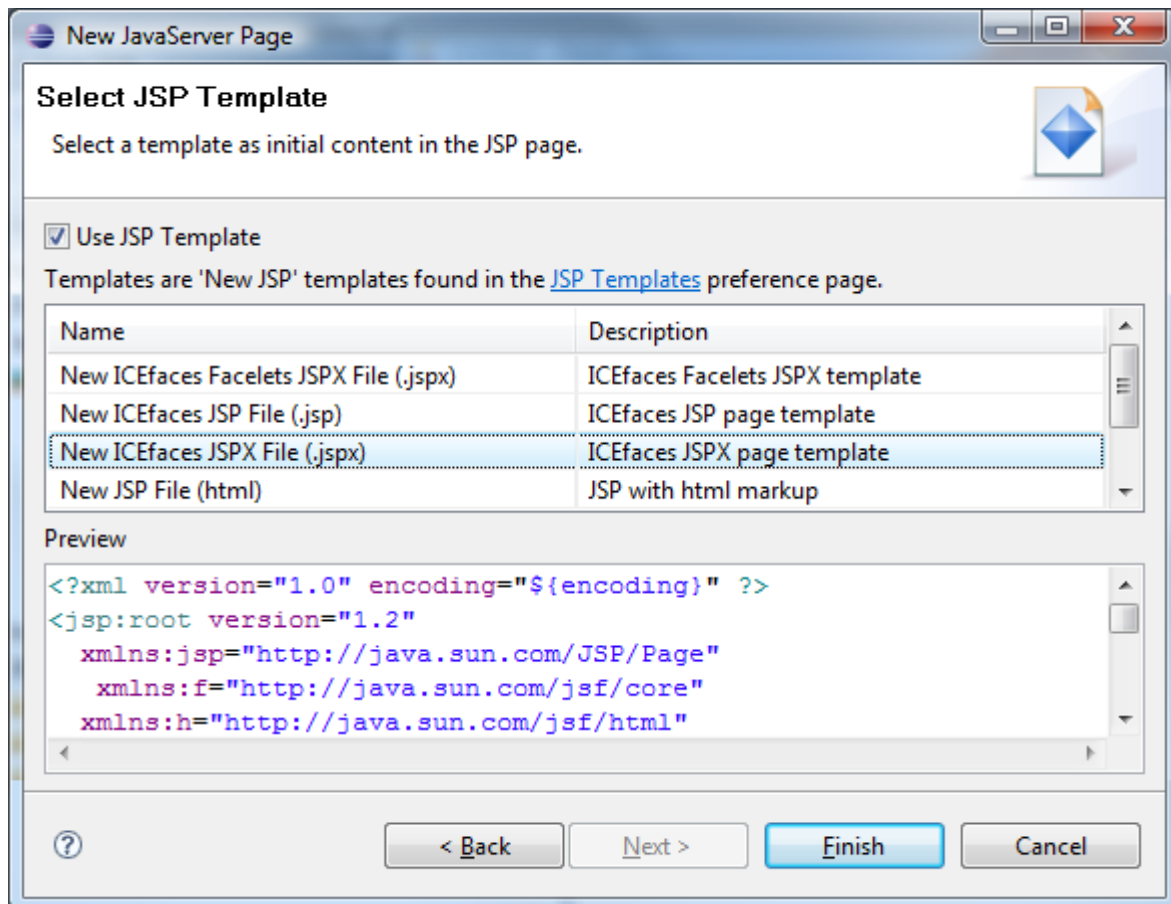 New JavaServer Page
Select JSP Template
Select a template as initial content in the JSP page.
Use JSP Template
Templates are 'New JSP' templates found in the JSP Templates preference page.
Name Description
New ICEfaces Facelets JSPX File (.jspx) ICEfaces Facelets JSPX template
New ICEfaces JSP File (.jsp) ICEfaces JSP page template
New ICEfaces JSPX File (.jspx) ICEfaces JSPX page template
New JSP File (html) JSP with html markup
Preview
<?xml version="1.0" encoding="${encoding}" ?>
<jsp:root version="1.2"
xmlns:jsp="http://java.sun.com/JSP/Page"
xmlns:f="http://java.sun.com/jsf/core"
xmlns:h="http://java.sun.com/jsf/html"
? < Back Next > Finish Cancel